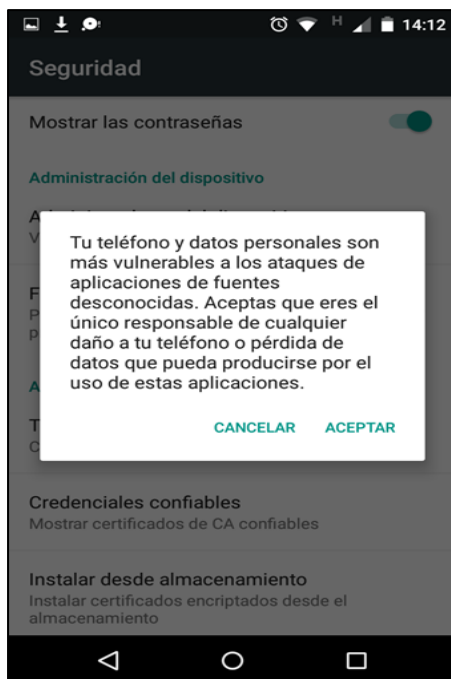 H 14:12
Seguridad
Mostrar las contraseñas
Administración del dispositivo
Tu teléfono y datos personales son
más vulnerables a los ataques de
aplicaciones de fuentes
desconocidas. Aceptas que eres el
único responsable de cualquier
daño a tu teléfono o pérdida de
datos que pueda producirse por el
uso de estas aplicaciones.
CANCELAR ACEPTAR
Credenciales confiables
Mostrar certificados de CA confiables
Instalar desde almacenamiento
Instalar certificados encriptados desde el
almacenamiento